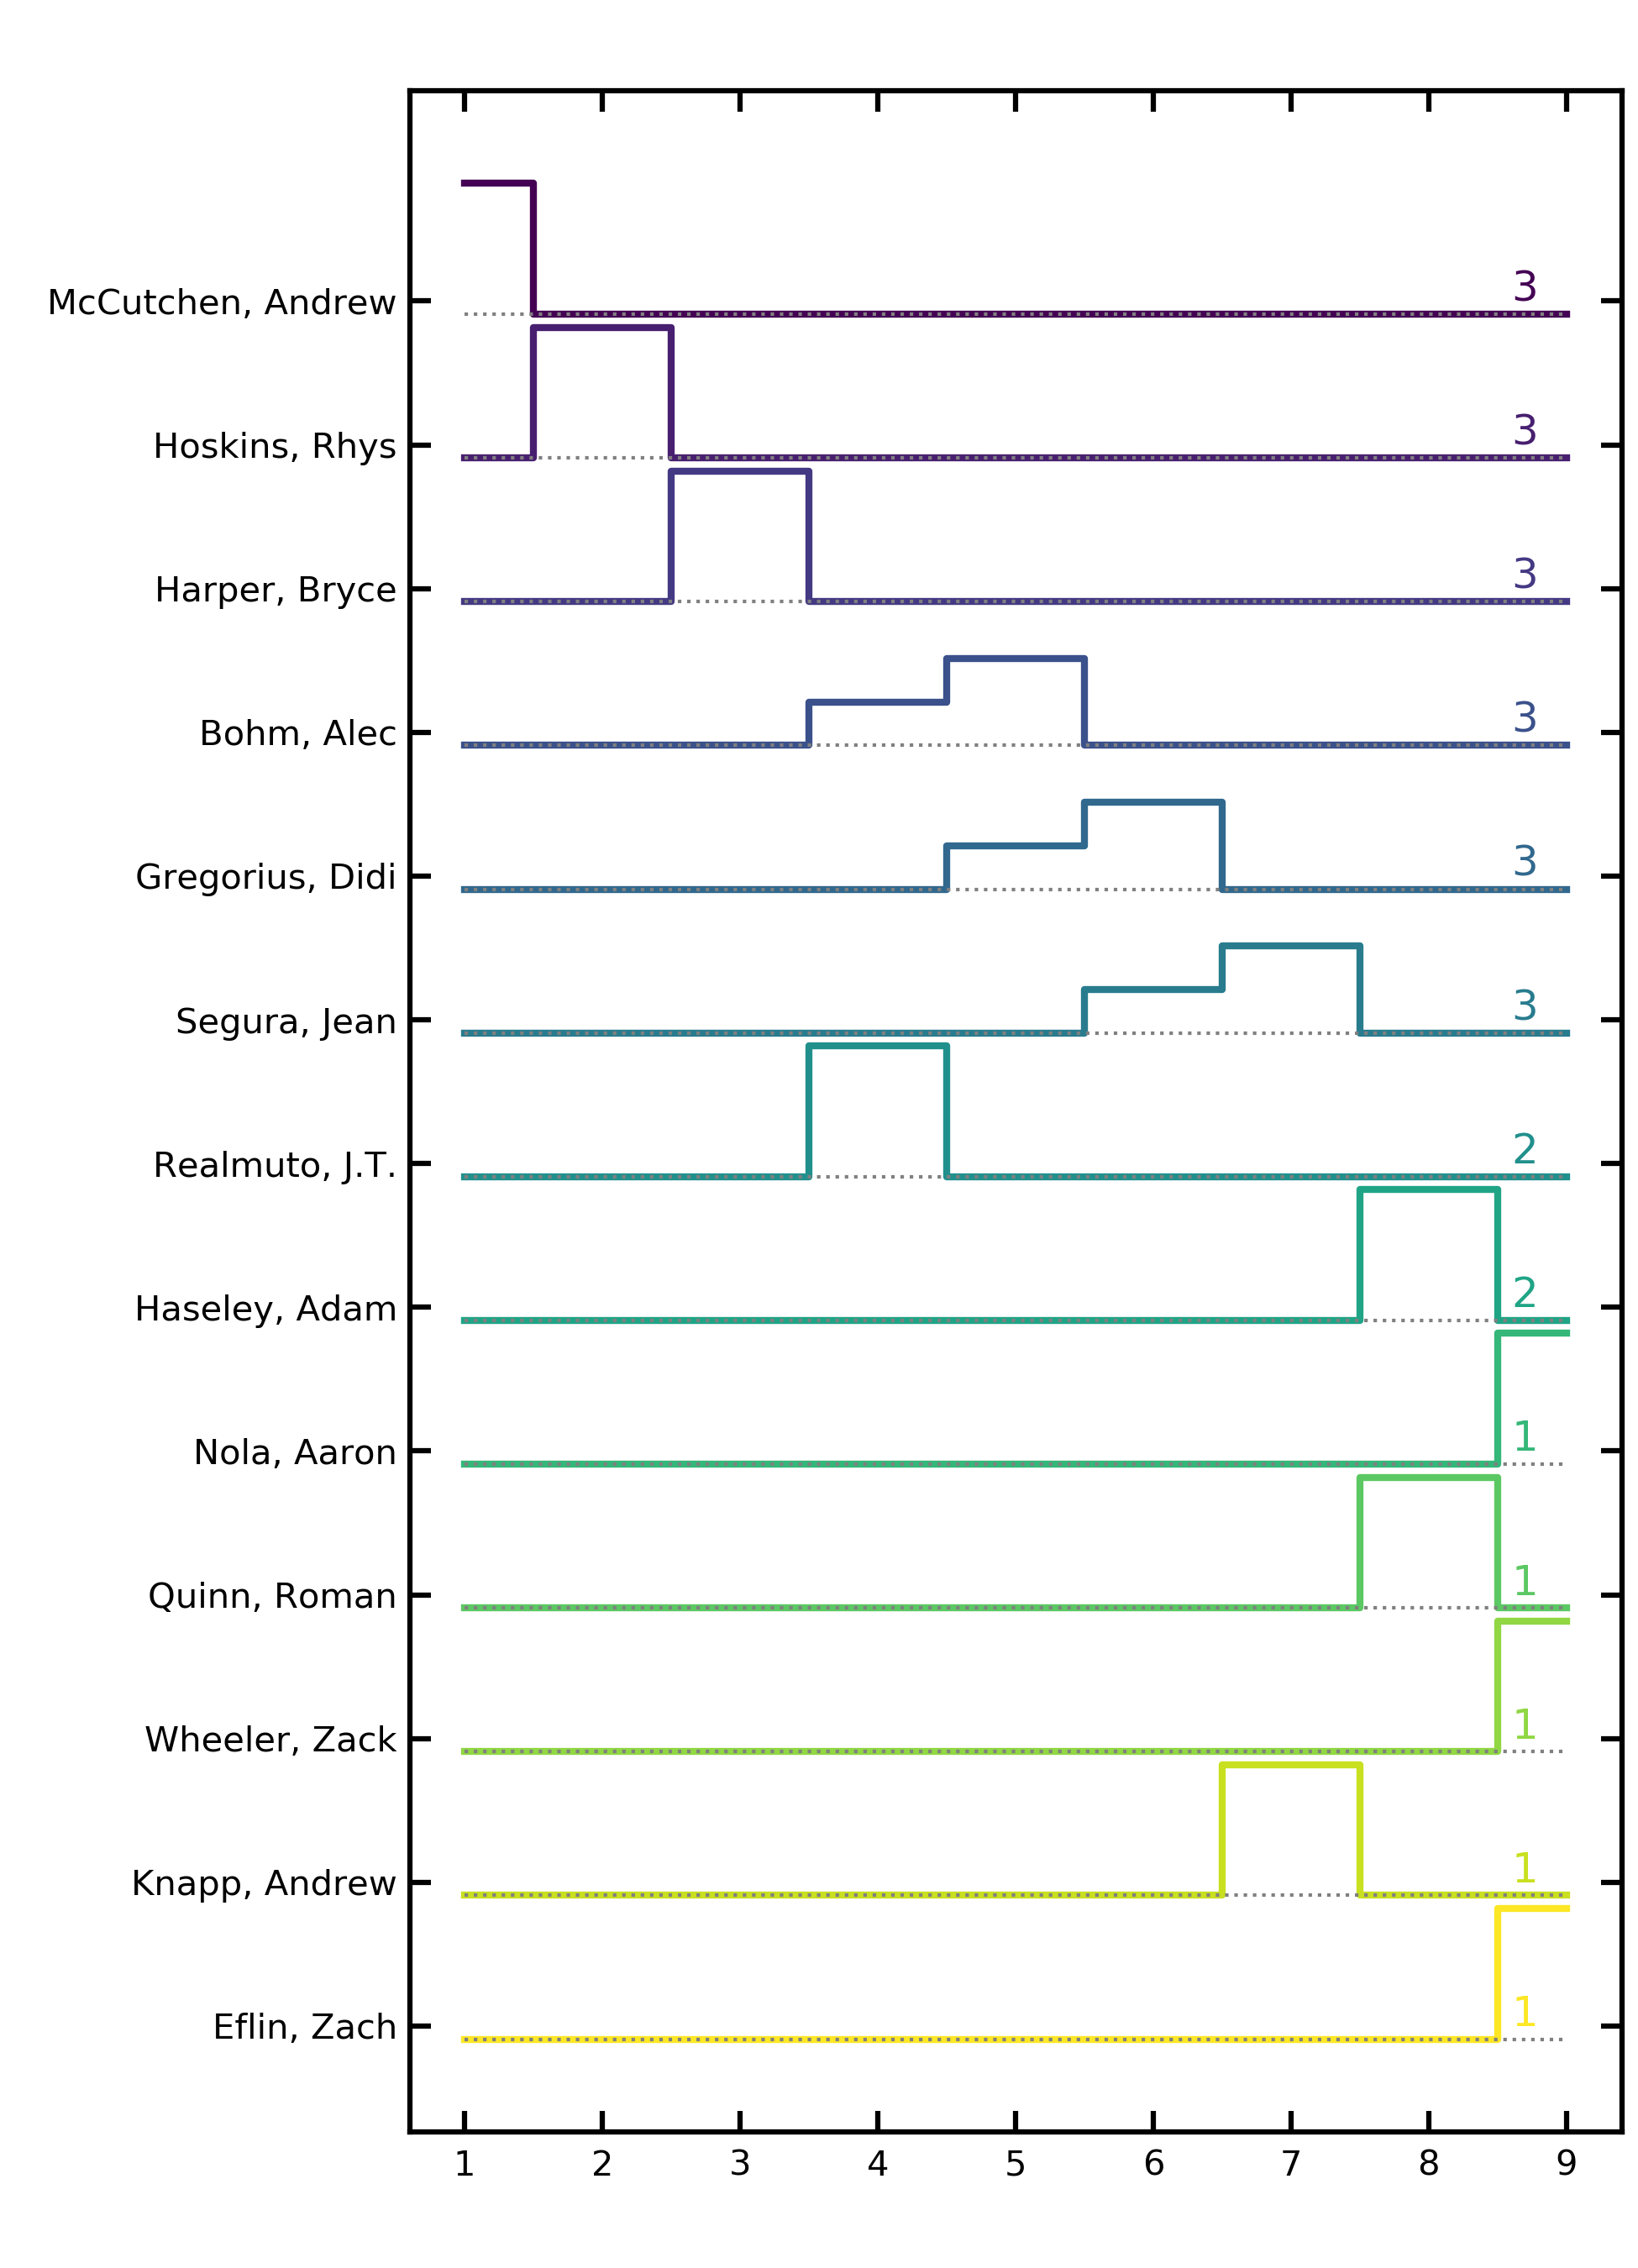 McCutchen, Andrew 3
Hoskins, Rhys 3
Harper, Bryce 3
Bohm, Alec 3
Gregorius, Didi 3
Segura, Jean 3
Realmuto, J.T. 2
Haseley, Adam 2
Nola, Aaron 1
Quinn, Roman 1
Wheeler, Zack 1
Knapp, Andrew 1
Eflin, Zach 1
1 2 3 4 5 6 7 8 9